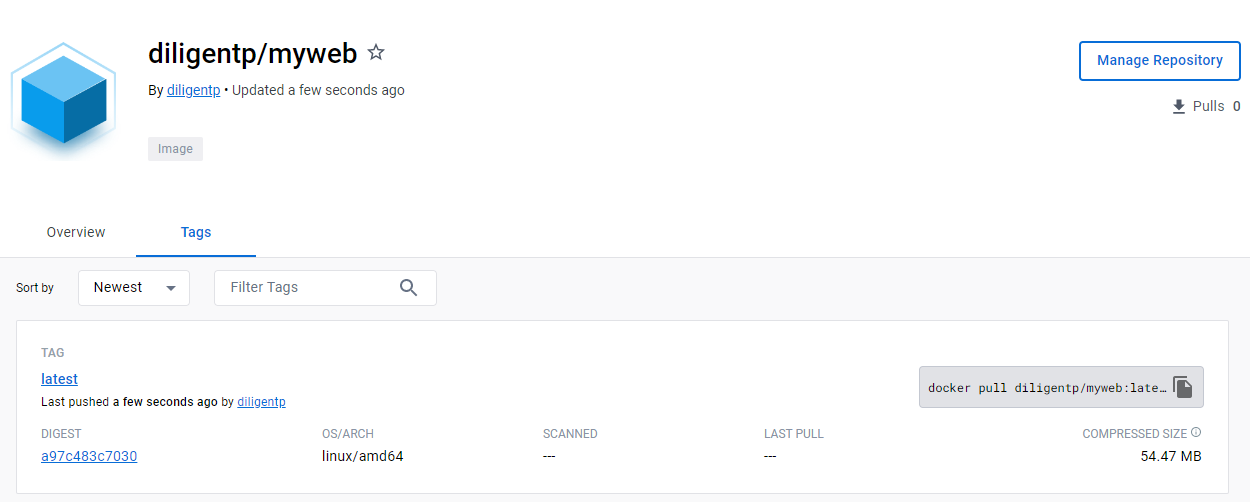 diligentp/myweb
By diligentp • Updated a few seconds ago
Manage Repository
Pulls 0
Image
Overview Tags
Sort by Newest Filter Tags
TAG
latest
Last pushed a few seconds ago by diligentp
docker pull diligentp/myweb:late…
DIGEST OS/ARCH SCANNED LAST PULL COMPRESSED SIZE
a97c483c7030 linux/amd64 --- --- 54.47 MB